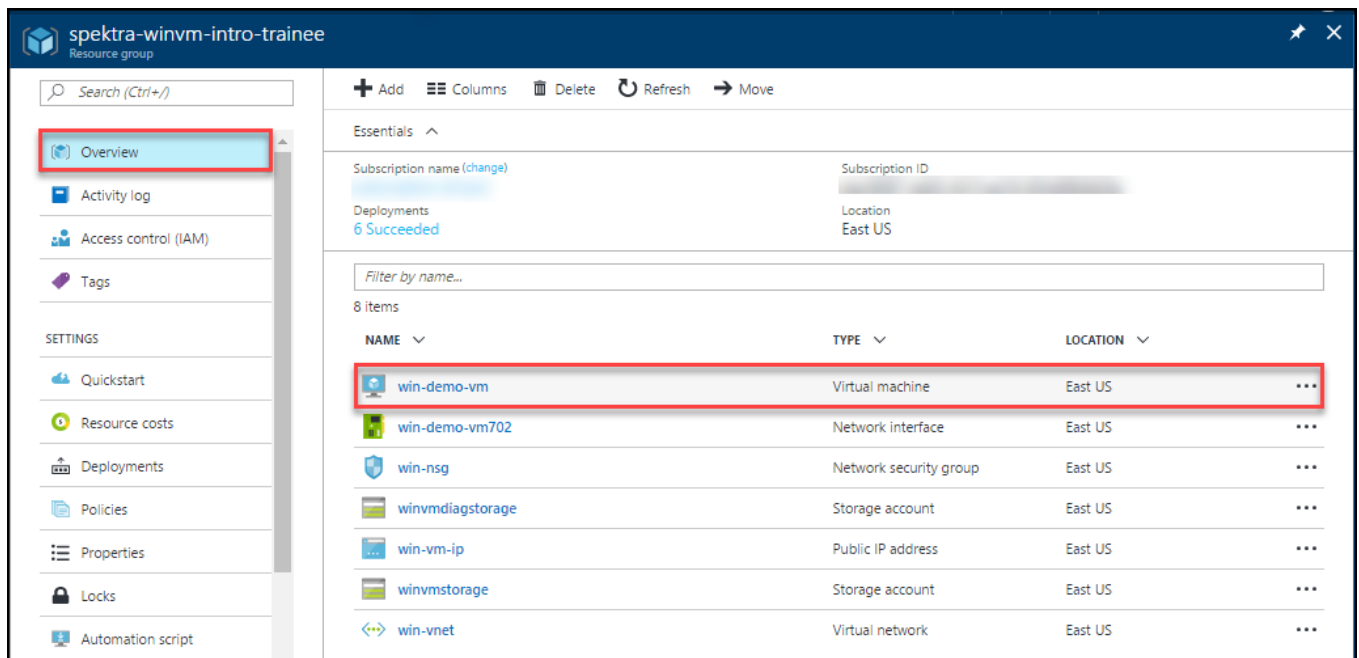 spektra-winvm-intro-trainee
Resource group
Search (Ctrl+/)
Overview
Activity log
Access control (IAM)
Tags
SETTINGS
Quickstart
Resource costs
Deployments
Policies
Properties
Locks
Automation script
Add Columns Delete Refresh Move
Essentials
Subscription name (change) Subscription ID
Deployments Location
6 Succeeded East US
Filter by name...
8 items
NAME TYPE LOCATION
win-demo-vm Virtual machine East US
win-demo-vm702 Network interface East US
win-nsg Network security group East US
winvmdiagstorage Storage account East US
win-vm-ip Public IP address East US
winvmstorage Storage account East US
win-vnet Virtual network East US